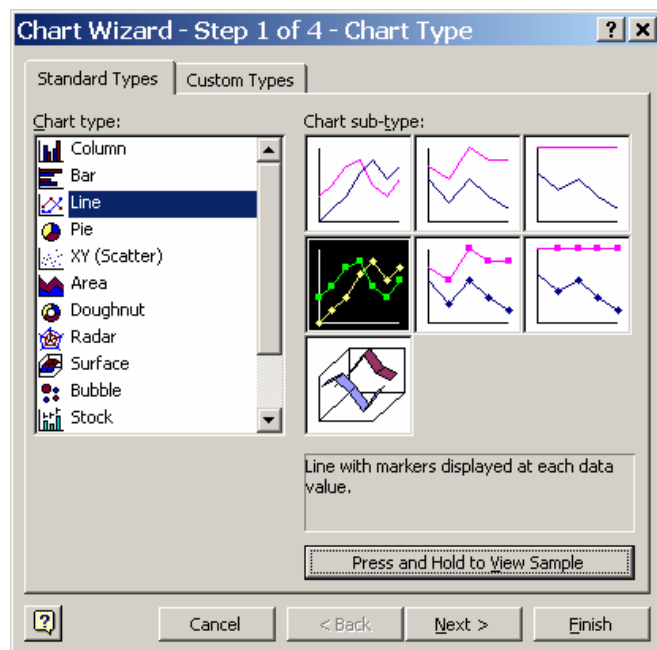 Chart Wizard - Step 1 of 4 - Chart Type
Standard Types
Custom Types
Chart type:
Column
Bar
Line
Pie
XY (Scatter)
Area
Doughnut
Radar
Surface
Bubble
Stock
Chart sub-type:
Line with markers displayed at each data
value.
Press and Hold to View Sample
Cancel
< Back
Next >
Finish